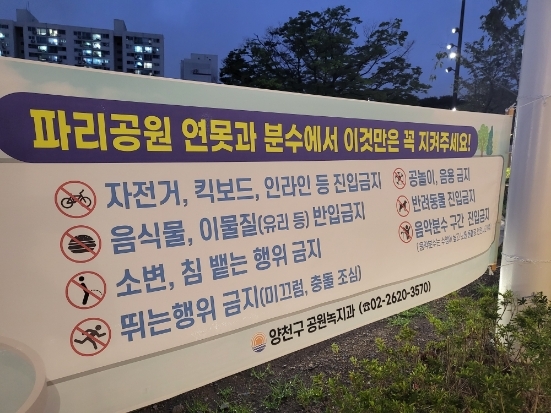 파리공원 연못과 분수에서 이것만은 꼭 지켜주세요!
자전거, 킥보드, 인라인 등 진입금지
음식물, 이물질(유리 등) 반입금지
소변, 침 뱉는 행위 금지
뛰는행위 금지(미끄럼, 충돌 조심)
공놀이, 음용 금지
반려동물 진입금지
음악분수 구간 진입금지
양천구 공원녹지과 (☎02-2620-3570)